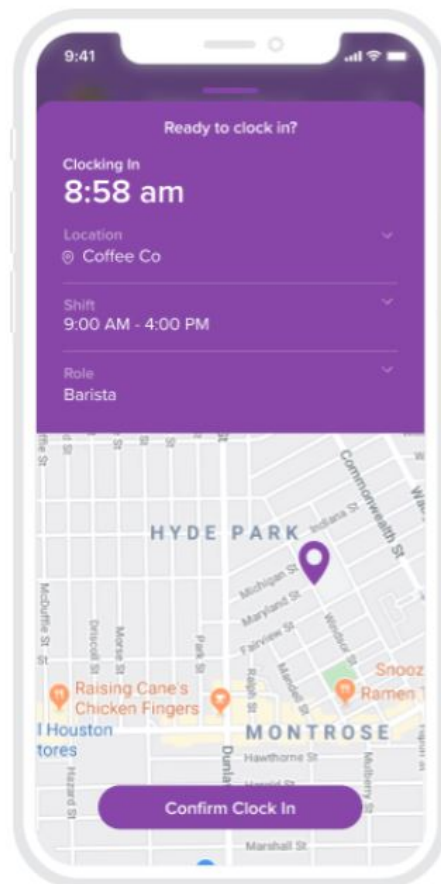 9:41
Ready to clock in?
Clocking In
8:58 am
Location
Coffee Co
Shift
9:00 AM - 4:00 PM
Role
Barista
Commonwealth St
Indiana St
HYDE PARK
Michigan St
Maryland St
Fairview St
Windsor St
McDuffie St
Driscoll St
Morse St
Park St
Ralph St
Mandell St
St
Raising Cane's
Chicken Fingers
Snooz
Ramen
l Houston
tores
MONTROSE
Dunla
Hawthorne St
Mulberry St
Hazard St
Confirm Clock In
Marshall St